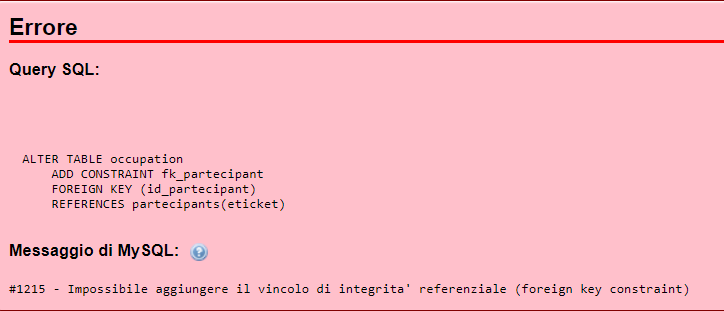 Errore
Query SQL:
ALTER TABLE occupation
ADD CONSTRAINT fk_partecipant
FOREIGN KEY (id_partecipant)
REFERENCES partecipants(eticket)
Messaggio di MySQL:
#1215 - Impossibile aggiungere il vincolo di integrita' referenziale (foreign key constraint)